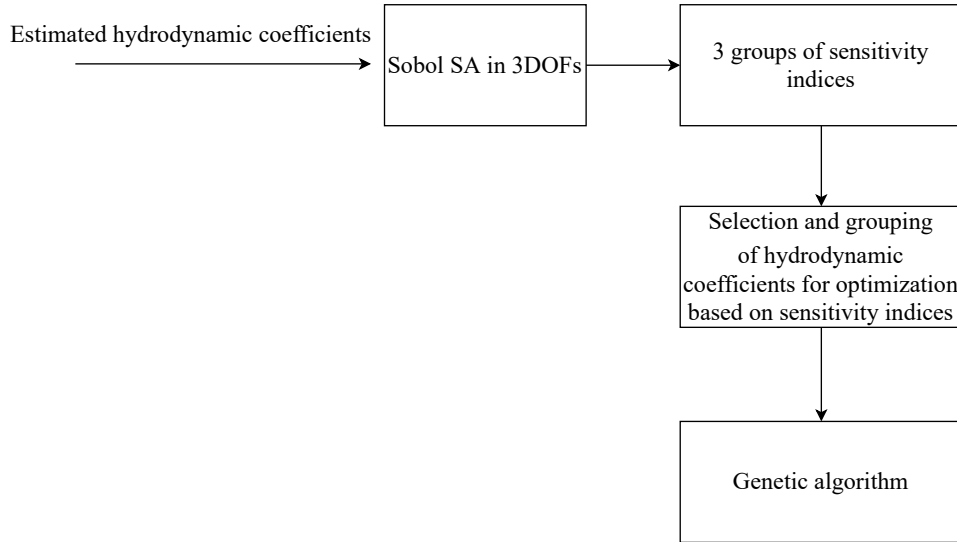 Estimated hydrodynamic coefficients
Sobol SA in 3DOFs
3 groups of sensitivity
indices
Selection and grouping
of hydrodynamic
coefficients for optimization
based on sensitivity indices
Genetic algorithm